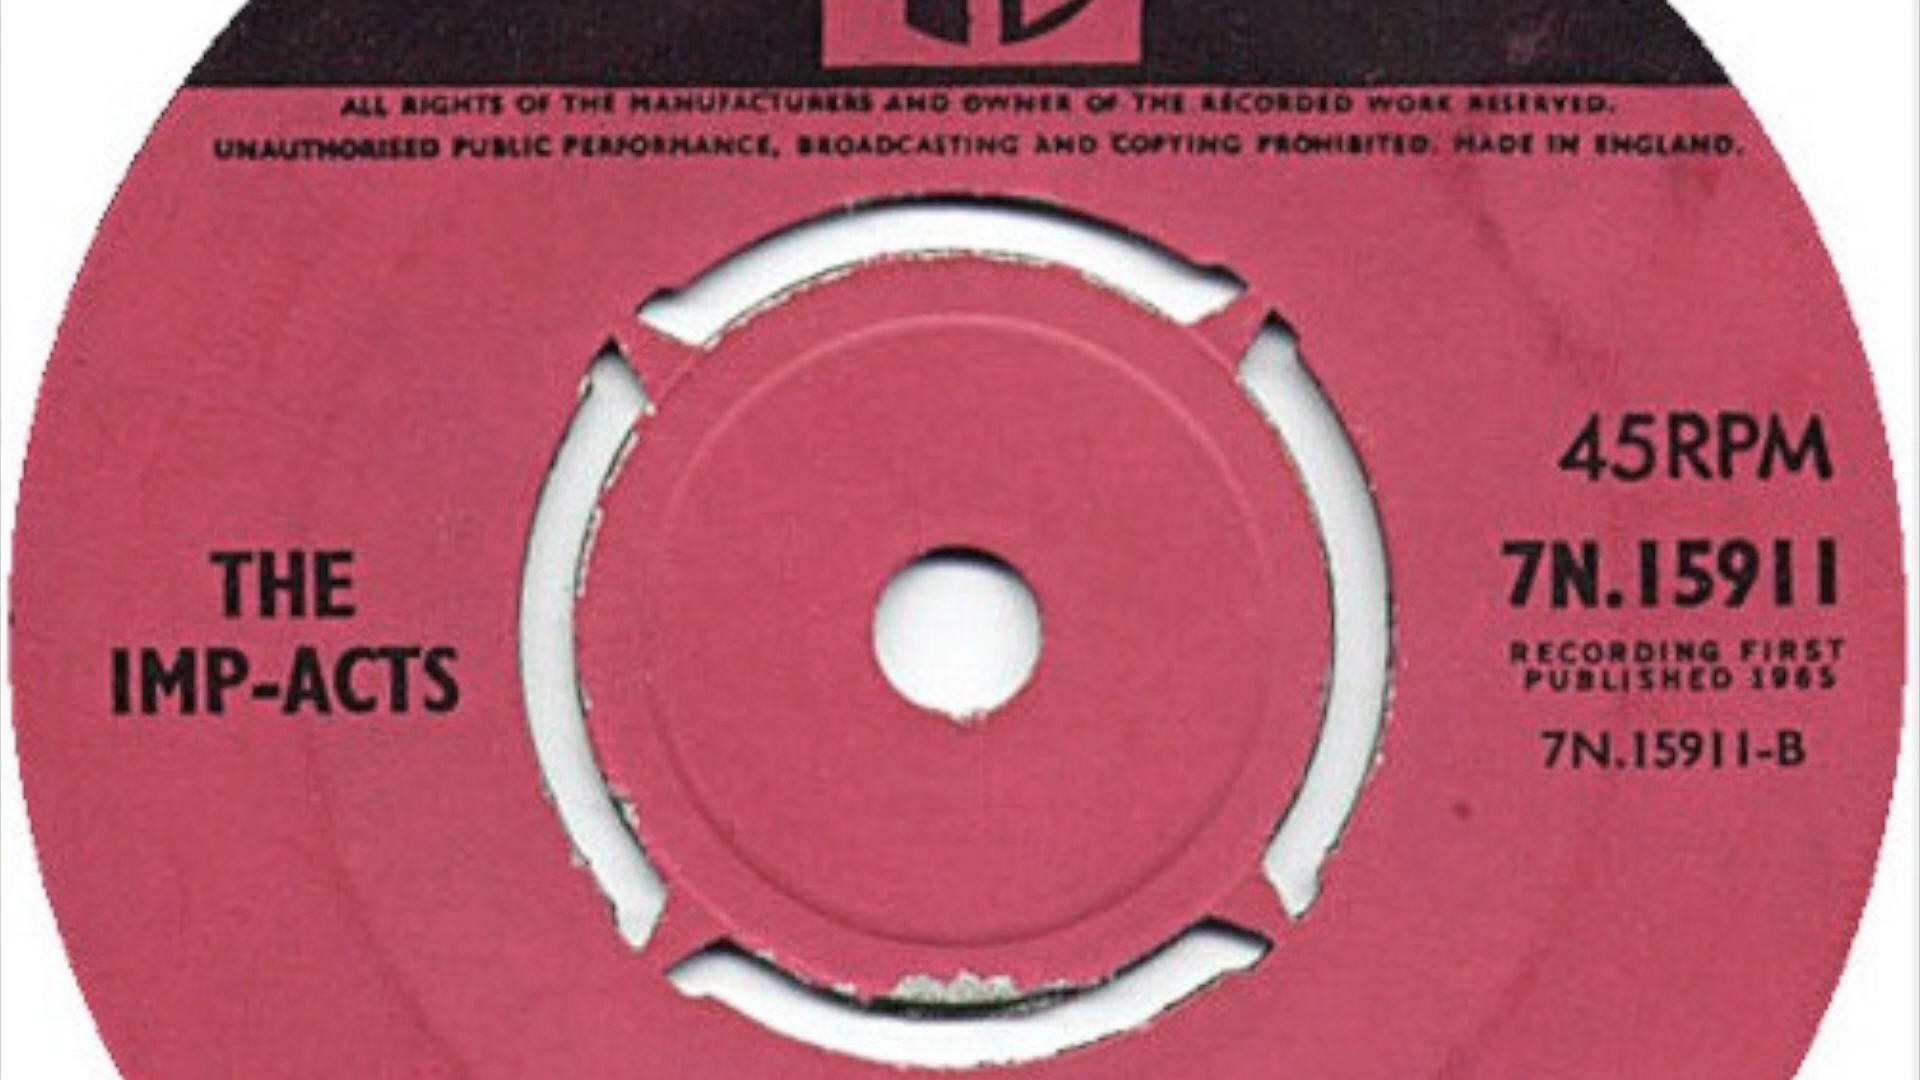 ALL RIGHTS OF THE MANUFACTURERS AND OWNER OF THE RECORDED WORK RESERVED.
UNAUTHORISED PUBLIC PERFORMANCE, BROADCASTING AND COPYING PROHIBITED. MADE IN ENGLAND.
45RPM
THE
IMP-ACTS
7N.15911
RECORDING FIRST
PUBLISHED 1965
7N.15911-B